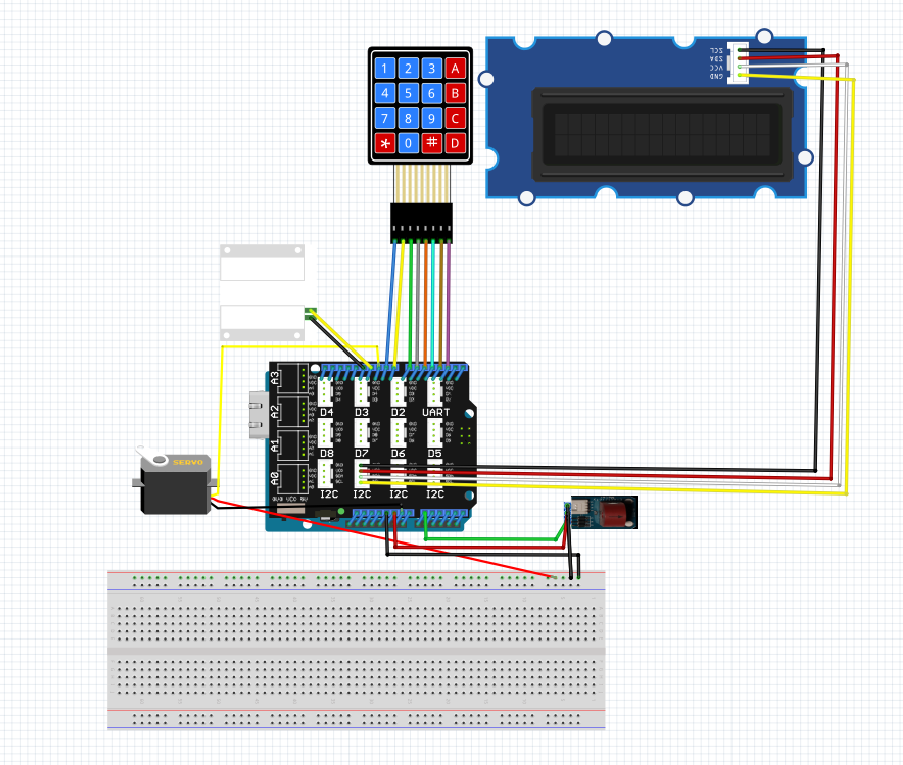 1 2 3 A
4 5 6 B
7 8 9 C
* 0 # D
SCL
SDA
VCC
GND
A3
A2
A1
A0
D4 D3 D2 UART
D8 D7 D6 D5
I2C I2C I2C I2C
SERVO